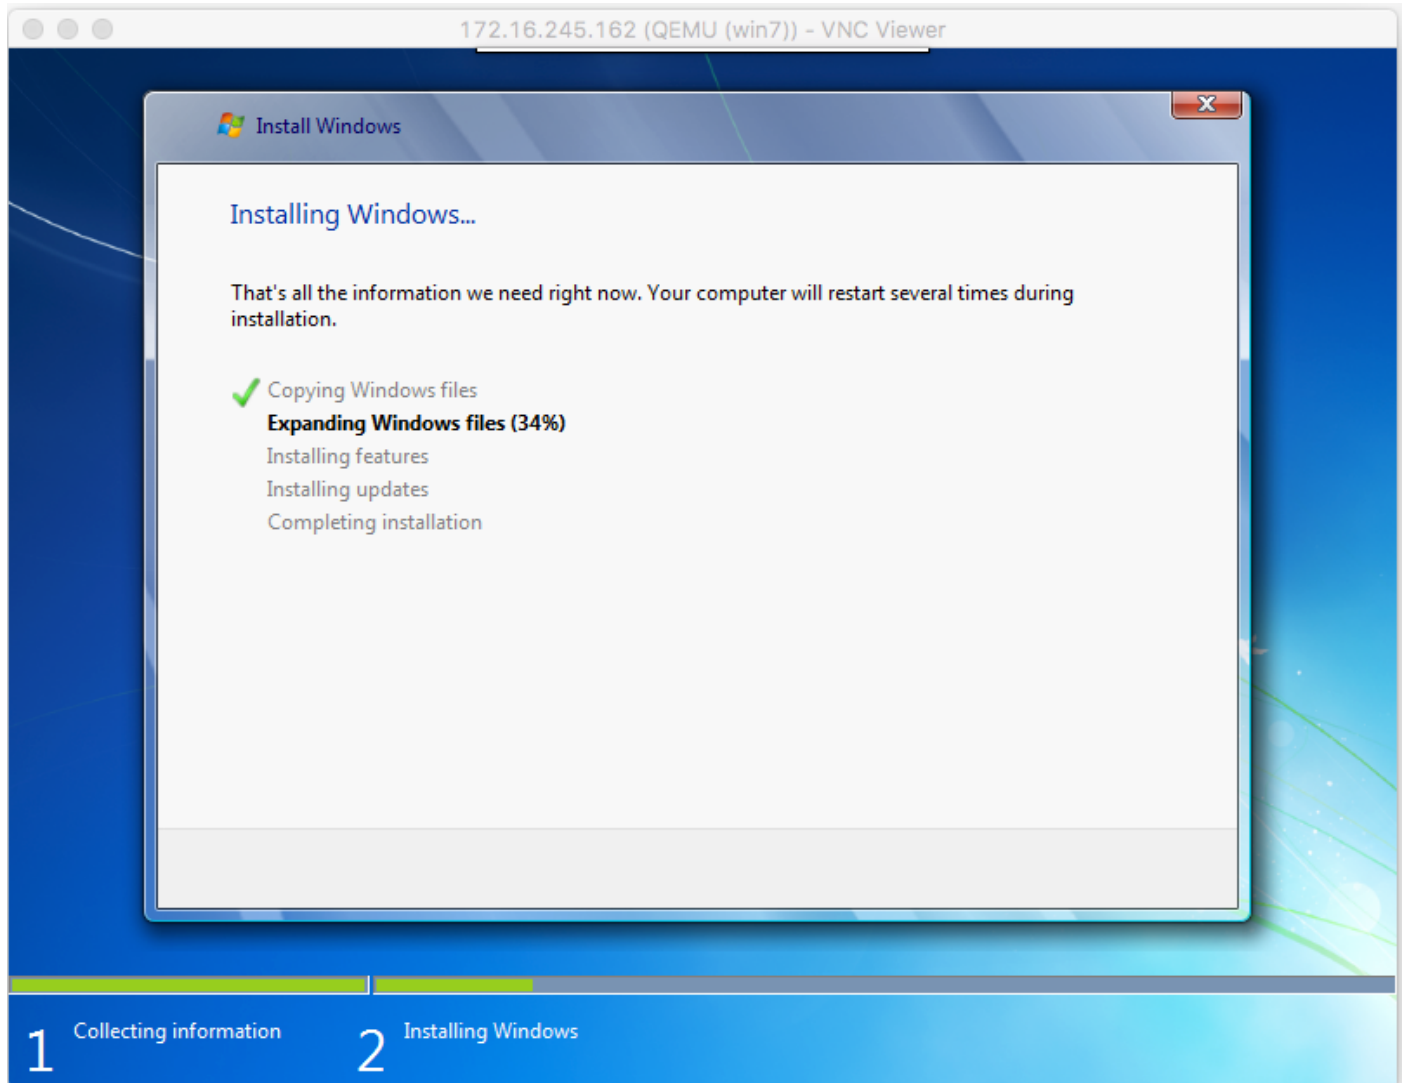 172.16.245.162 (QEMU (win7)) - VNC Viewer
Install Windows
Installing Windows...
That's all the information we need right now. Your computer will restart several times during
installation.
Copying Windows files
Expanding Windows files (34%)
Installing features
Installing updates
Completing installation
1 Collecting information 2 Installing Windows